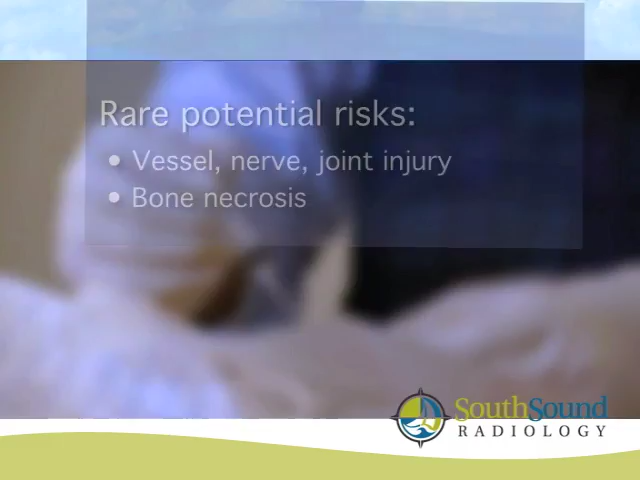 Rare potential risks:
• Vessel, nerve, joint injury
• Bone necrosis
SouthSound
RADIOLOGY